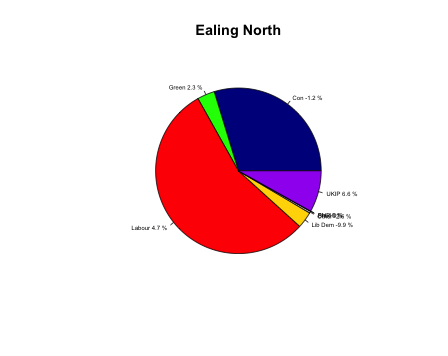 Ealing North
Green 2.3 %
Con -1.2 %
UKIP 6.6 %
Labour 4.7 %
Lib Dem -9.9 %